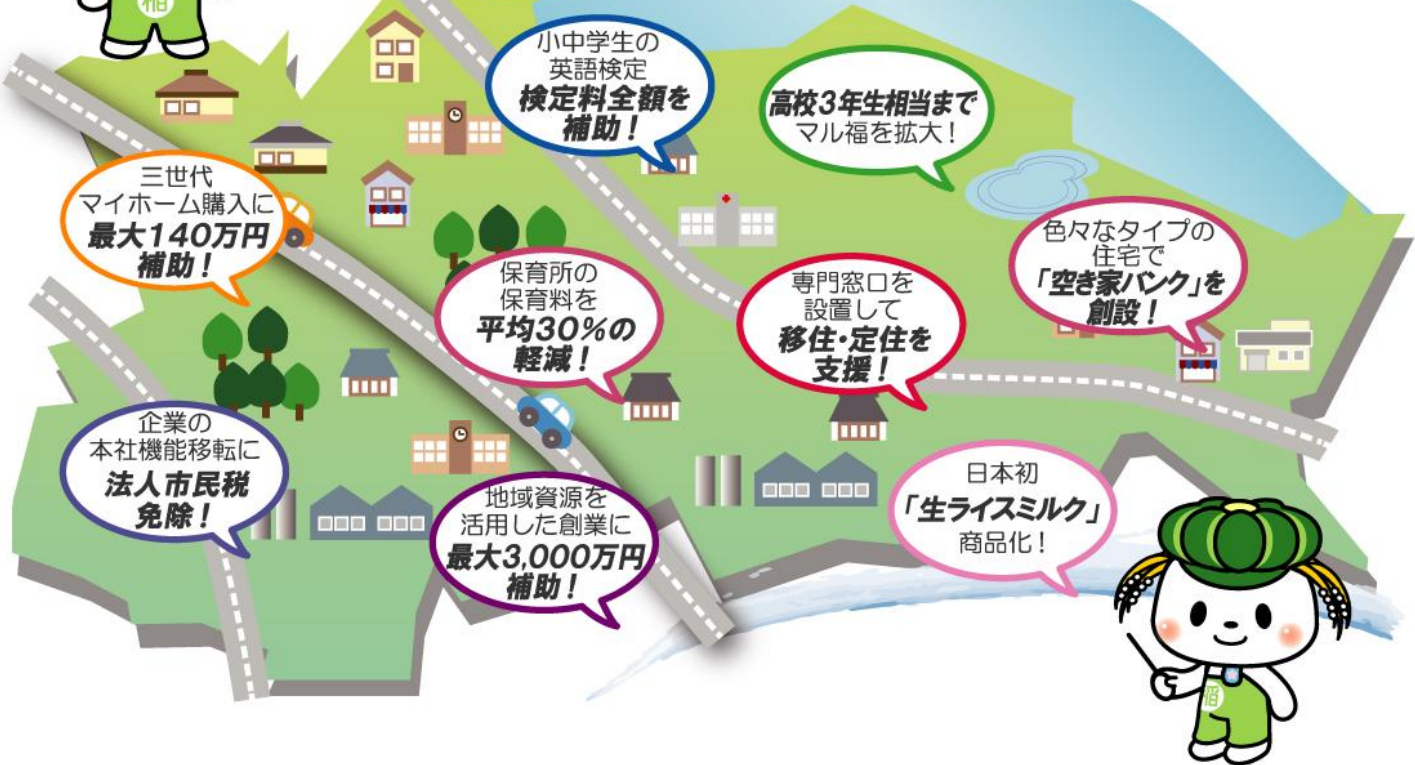 稲
小中学生の
英語検定
検定料全額を
補助！
高校3年生相当まで
マル福を拡大！
三世代
マイホーム購入に
最大140万円
補助！
色々なタイプの
住宅で
「空き家バンク」を
創設！
保育所の
保育料を
平均30％の
軽減！
専門窓口を
設置して
移住・定住を
支援！
企業の
本社機能移転に
法人市民税
免除！
地域資源を
活用した創業に
最大3,000万円
補助！
日本初
「生ライスミルク」
商品化！
稲